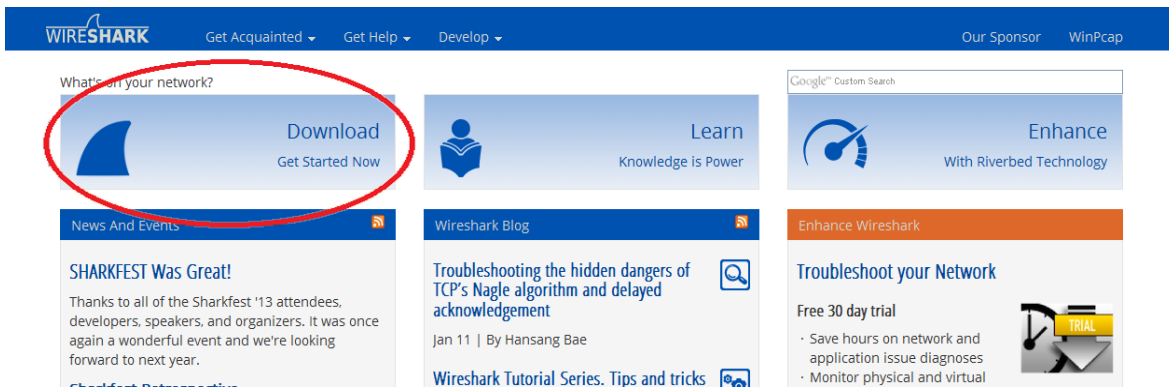 WIRESHARK Get Acquainted Get Help Develop Our Sponsor WinPcap
What's on your network?
Google™ Custom Search
Download
Get Started Now
Learn
Knowledge is Power
Enhance
With Riverbed Technology
News And Events
SHARKFEST Was Great!
Thanks to all of the Sharkfest '13 attendees,
developers, speakers, and organizers. It was once
again a wonderful event and we're looking
forward to next year.
Sharkfest Retrospective
Wireshark Blog
Troubleshooting the hidden dangers of
TCP's Nagle algorithm and delayed
acknowledgement
Jan 11 | By Hansang Bae
Wireshark Tutorial Series. Tips and tricks
Enhance Wireshark
Troubleshoot your Network
Free 30 day trial
TRIAL
· Save hours on network and
application issue diagnoses
· Monitor physical and virtual